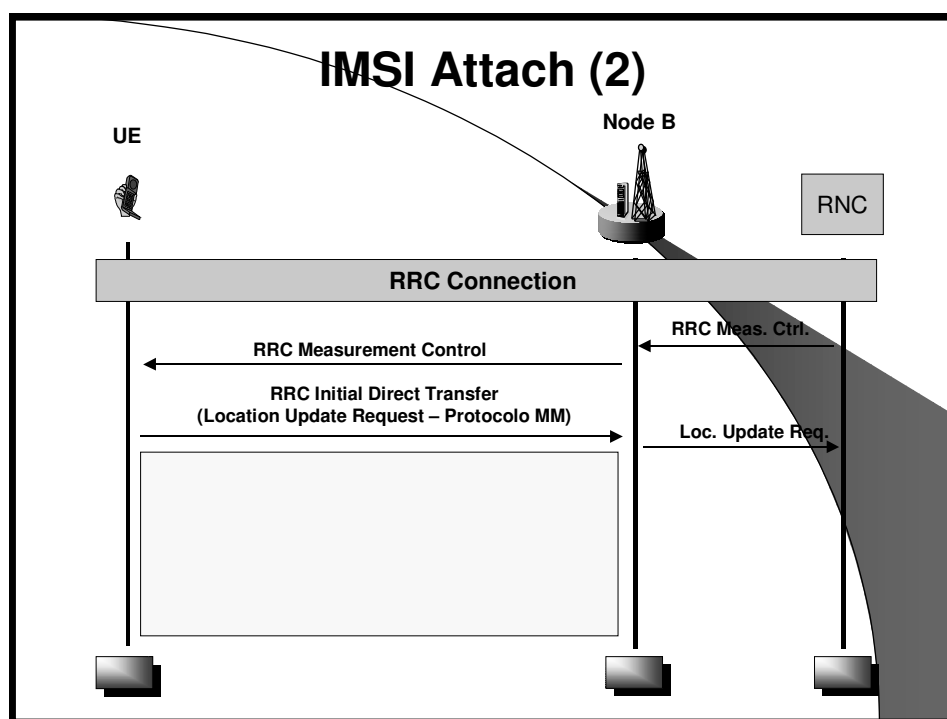 IMSI Attach (2)
Node B
UE
RNC
RRC Connection
RRC Meas. Ctrl.
RRC Measurement Control
RRC Initial Direct Transfer
(Location Update Request – Protocolo MM)
Loc. Update Req.